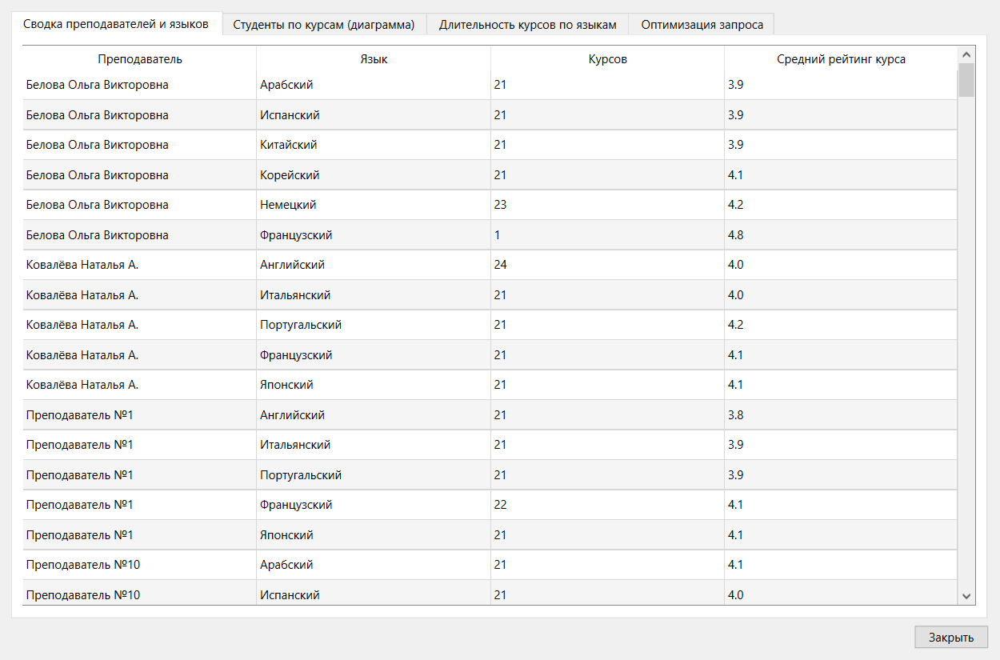 Сводка преподавателей и языков Студенты по курсам (диаграмма) Длительность курсов по языкам Оптимизация запроса
Преподаватель Язык Курсов Средний рейтинг курса
Белова Ольга Викторовна Арабский 21 3.9
Белова Ольга Викторовна Испанский 21 3.9
Белова Ольга Викторовна Китайский 21 3.9
Белова Ольга Викторовна Корейский 21 4.1
Белова Ольга Викторовна Немецкий 23 4.2
Белова Ольга Викторовна Французский 1 4.8
Ковалёва Наталья А. Английский 24 4.0
Ковалёва Наталья А. Итальянский 21 4.0
Ковалёва Наталья А. Португальский 21 4.2
Ковалёва Наталья А. Французский 21 4.1
Ковалёва Наталья А. Японский 21 4.1
Преподаватель №1 Английский 21 3.8
Преподаватель №1 Итальянский 21 3.9
Преподаватель №1 Португальский 21 3.9
Преподаватель №1 Французский 22 4.1
Преподаватель №1 Японский 21 4.1
Преподаватель №10 Арабский 21 4.1
Преподаватель №10 Испанский 21 4.0
Закрыть